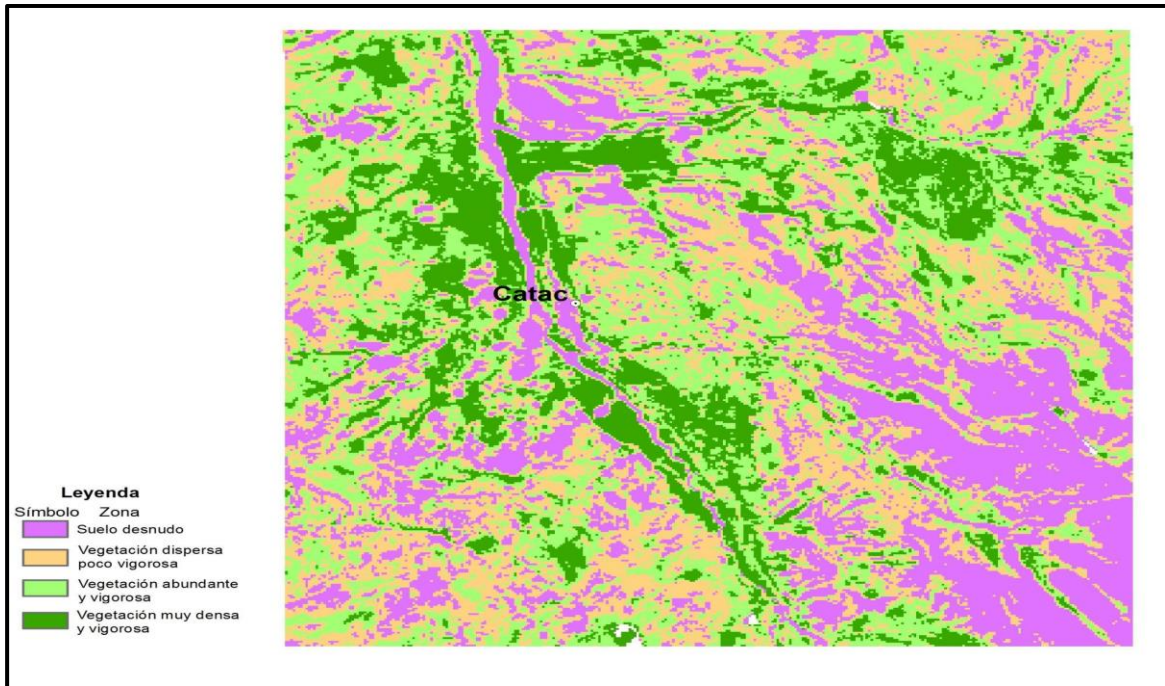 Catac
Leyenda
Símbolo Zona
Suelo desnudo
Vegetación dispersa
poco vigorosa
Vegetación abundante
y vigorosa
Vegetación muy densa
y vigorosa